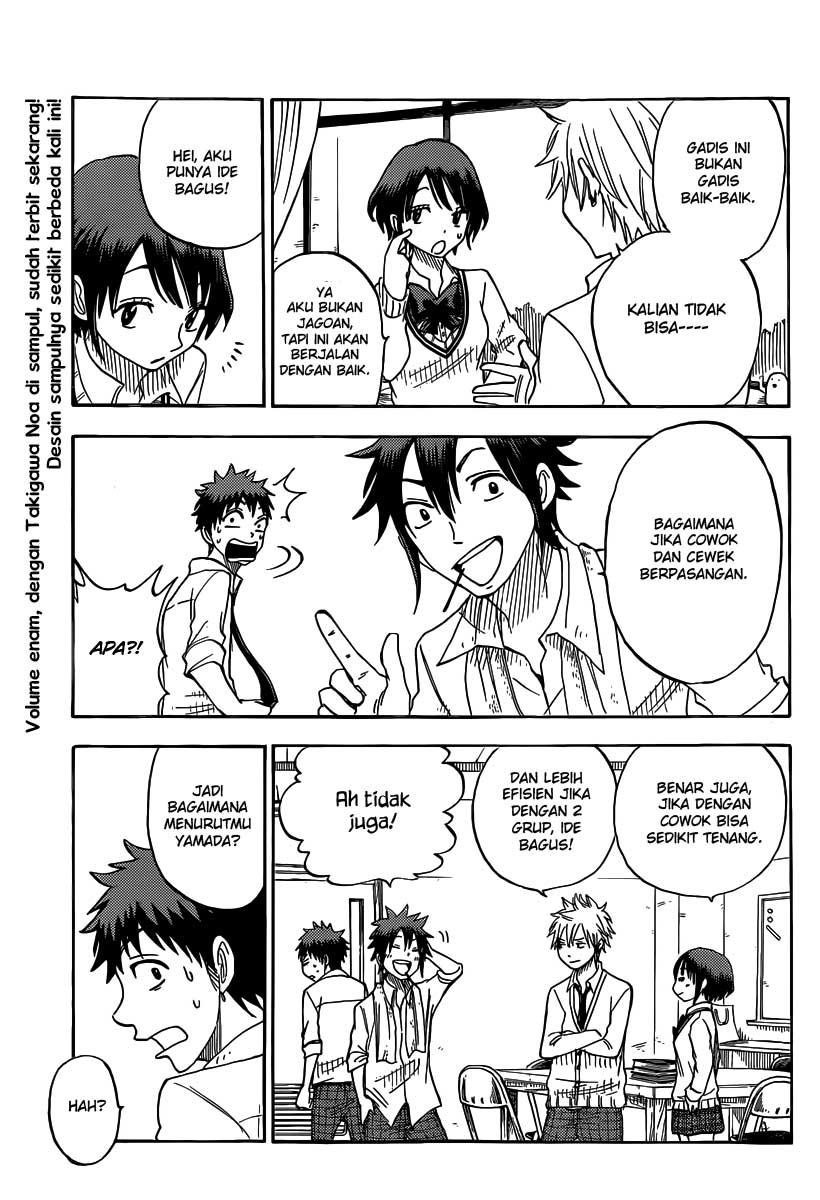 Volume enam, dengan Takigawa Noa di sampul, sudah terbit sekarang!
Desain sampulnya sedikit berbeda kali ini!
GADIS INI
BUKAN
GADIS
BAIK-BAIK.
KALIAN TIDAK
BISA----
YA
AKU BUKAN
JAGOAN,
TAPI INI AKAN
BERJALAN
DENGAN BAIK.
HEI, AKU
PUNYA IDE
BAGUS!
BAGAIMANA
JIKA COWOK
DAN CEWEK
BERPASANGAN.
APA?!
BENAR JUGA,
JIKA DENGAN
COWOK BISA
SEDIKIT TENANG.
DAN LEBIH
EFISIEN JIKA
DENGAN 2
GRUP, IDE
BAGUS!
Ah tidak
juga!
JADI
BAGAIMANA
MENURUTMU
YAMADA?
HAH?